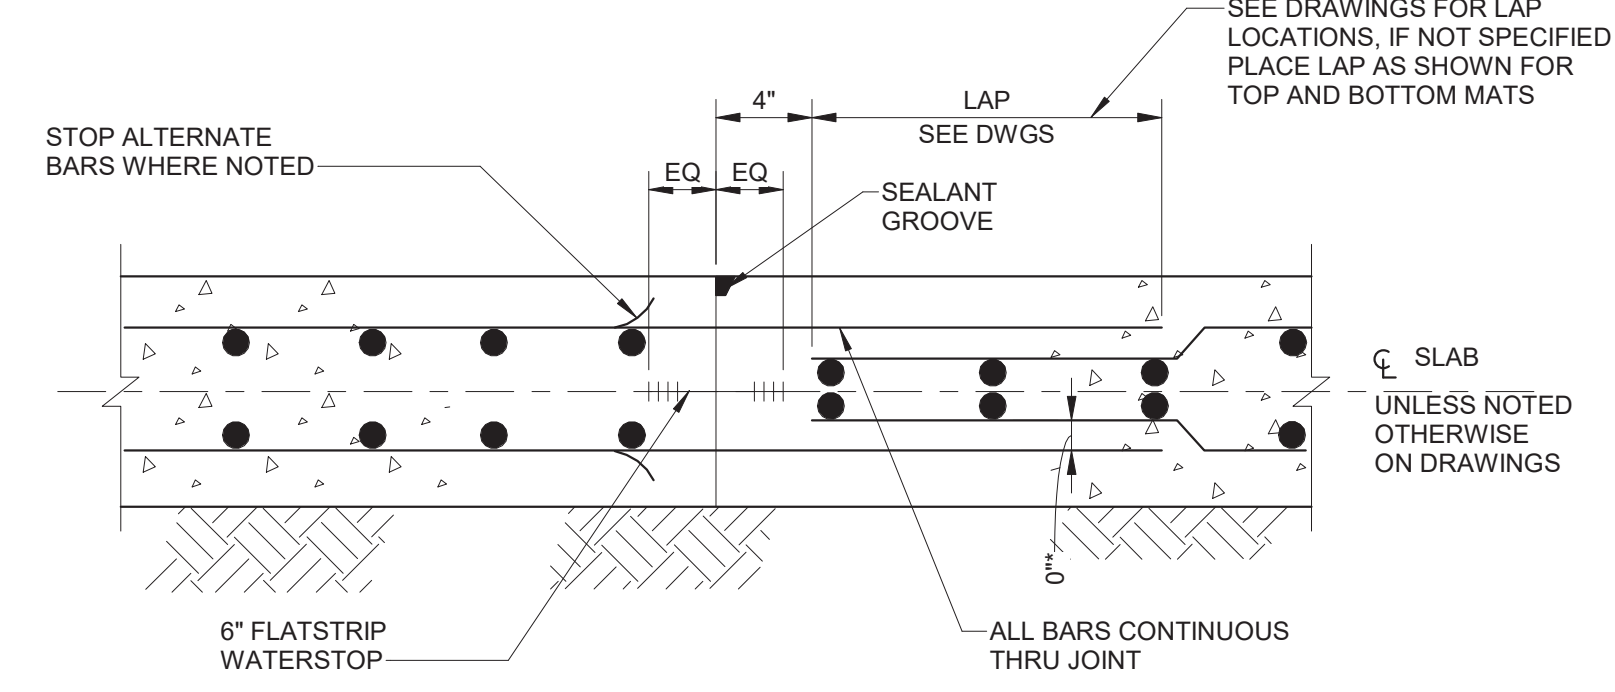 SEE DRAWINGS FOR LAP
LOCATIONS, IF NOT SPECIFIED
PLACE LAP AS SHOWN FOR
TOP AND BOTTOM MATS
4"
LAP
SEE DWGS
STOP ALTERNATE
BARS WHERE NOTED
EQ
EQ
SEALANT
GROOVE
℄ SLAB
UNLESS NOTED
OTHERWISE
ON DRAWINGS
0"*
6" FLATSTRIP
WATERSTOP
ALL BARS CONTINUOUS
THRU JOINT